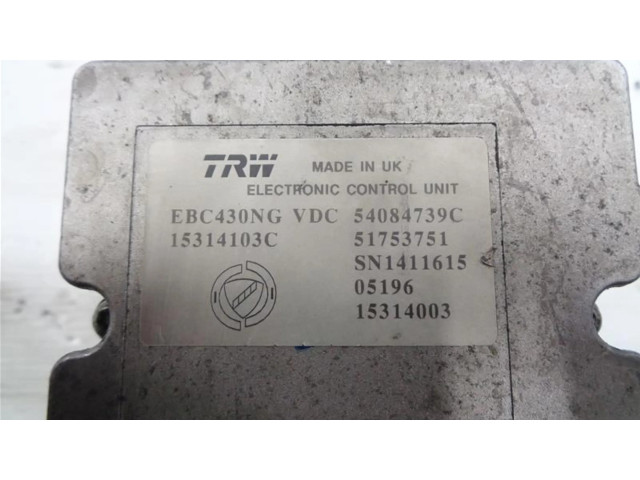 TRW MADE IN UK
ELECTRONIC CONTROL UNIT
EBC430NG VDC 54084739C
15314103C 51753751
SN1411615
05196
15314003